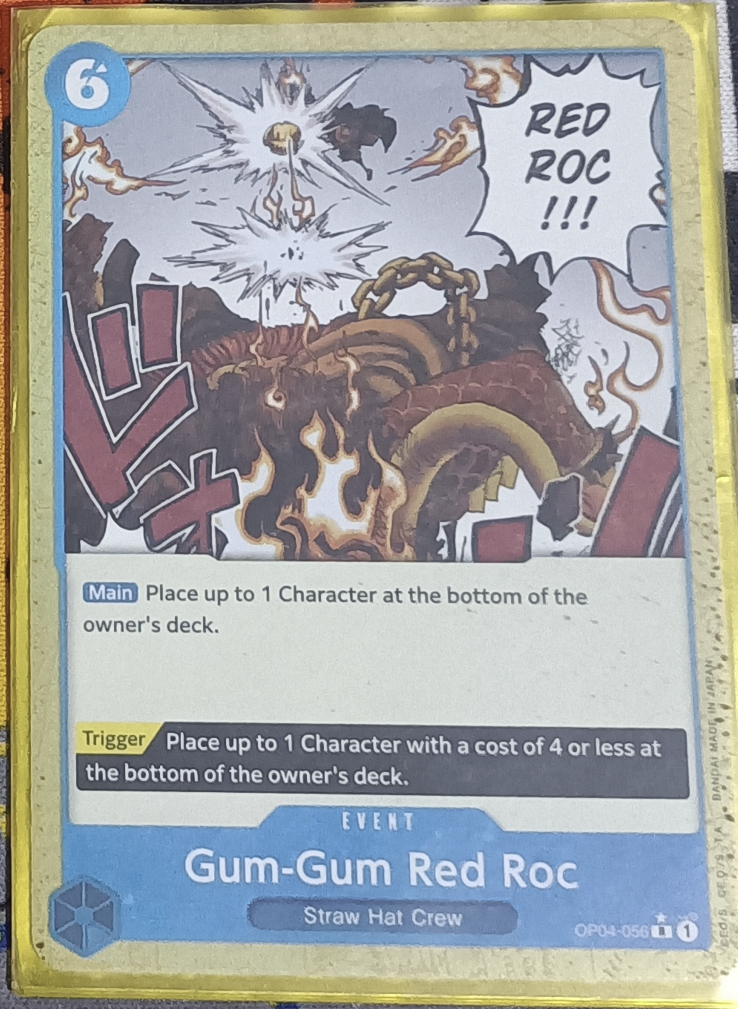 6
RED
ROC
!!!
ドォ
Main Place up to 1 Character at the bottom of the
owner's deck.
Trigger Place up to 1 Character with a cost of 4 or less at
the bottom of the owner's deck.
EVENT
Gum-Gum Red Roc
Straw Hat Crew
OP04-056 R 1
BANDAI MADE IN JAPAN